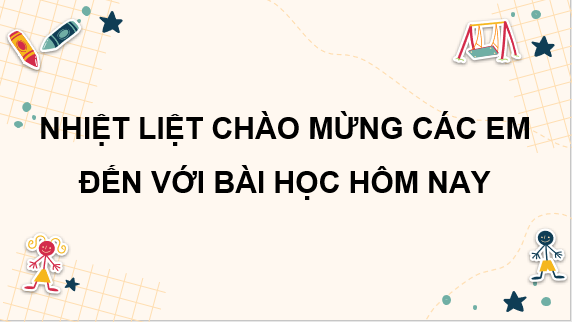 NHIỆT LIỆT CHÀO MỪNG CÁC EM
ĐẾN VỚI BÀI HỌC HÔM NAY